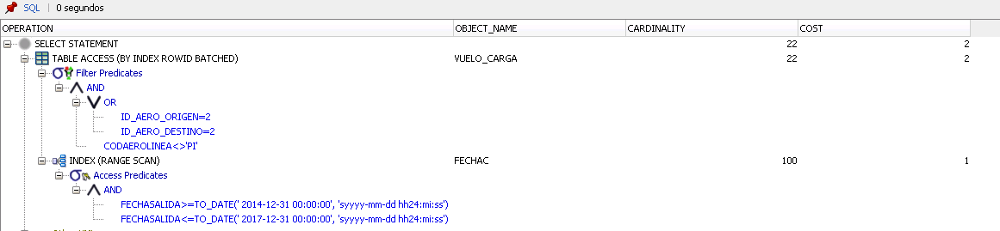 SQL | 0 segundos
OPERATION OBJECT_NAME CARDINALITY COST
SELECT STATEMENT 22 2
TABLE ACCESS (BY INDEX ROWID BATCHED) VUELO_CARGA 22 2
Filter Predicates
AND
OR
ID_AERO_ORIGEN=2
ID_AERO_DESTINO=2
CODAEROLINEA<>'PI'
INDEX (RANGE SCAN) FECHAC 100 1
Access Predicates
AND
FECHASALIDA>=TO_DATE(' 2014-12-31 00:00:00', 'syyyy-mm-dd hh24:mi:ss')
FECHASALIDA<=TO_DATE(' 2017-12-31 00:00:00', 'syyyy-mm-dd hh24:mi:ss')